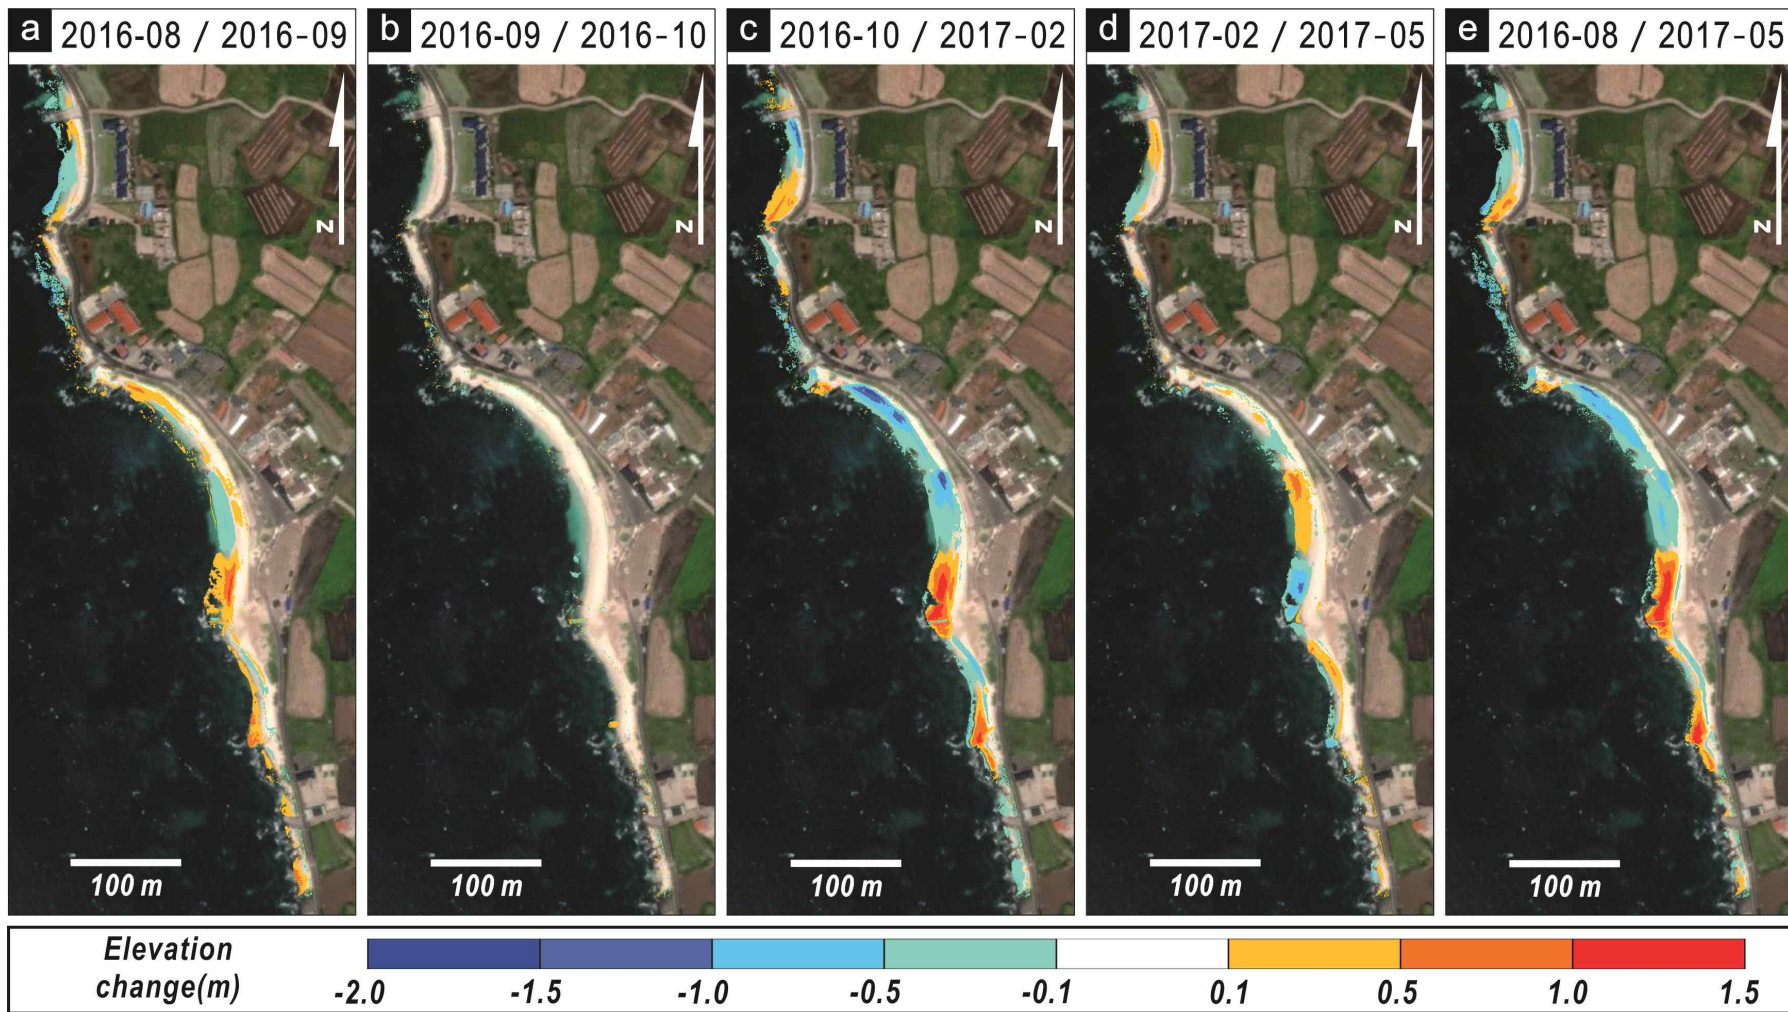 a 2016-08 / 2016-09
b 2016-09 / 2016-10
c 2016-10 / 2017-02
d 2017-02 / 2017-05
e 2016-08 / 2017-05
N
N
N
N
N
100 m
100 m
100 m
100 m
100 m
Elevation
change(m)
-2.0 -1.5 -1.0 -0.5 -0.1 0.1 0.5 1.0 1.5